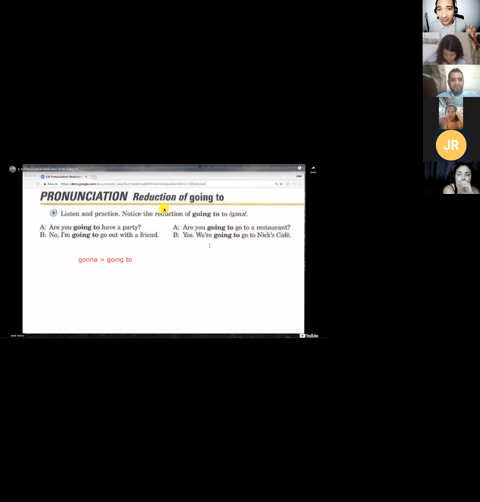 PRONUNCIATION Reduction of going to
Listen and practice. Notice the reduction of going to to /gənə/.
A: Are you going to have a party?
B: No, I'm going to go out with a friend.
A: Are you going to go to a restaurant?
B: Yes. We're going to go to Nick's Café.
gonna = going to
JR
YouTube